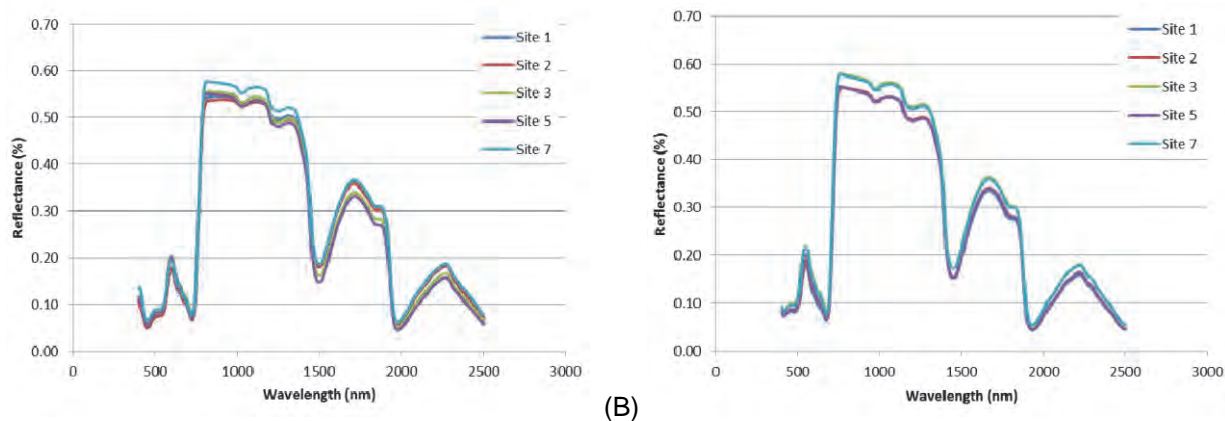 0.70
0.60
0.50
0.40
0.30
0.20
0.10
0.00
Reflectance (%)
0 500 1000 1500 2000 2500 3000
Wavelength (nm)
Site 1
Site 2
Site 3
Site 5
Site 7
(B)
0.70
0.60
0.50
0.40
0.30
0.20
0.10
0.00
Reflectance (%)
0 500 1000 1500 2000 2500 3000
Wavelength (nm)
Site 1
Site 2
Site 3
Site 5
Site 7